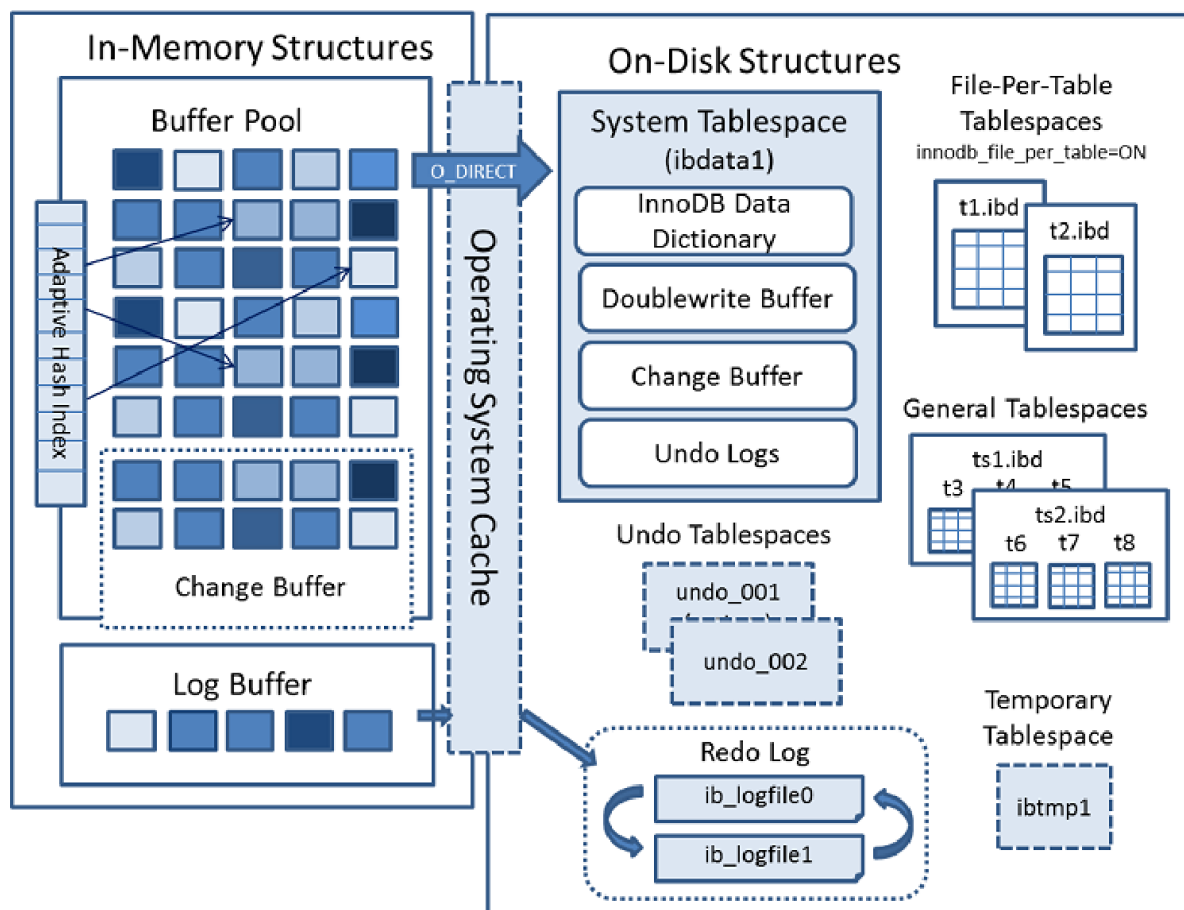 In-Memory Structures
Buffer Pool
Adaptive Hash Index
Change Buffer
Log Buffer
Operating System Cache
O_DIRECT
On-Disk Structures
System Tablespace
(ibdata1)
InnoDB Data
Dictionary
Doublewrite Buffer
Change Buffer
Undo Logs
Undo Tablespaces
undo_001
undo_002
Redo Log
ib_logfile0
ib_logfile1
File-Per-Table
Tablespaces
innodb_file_per_table=ON
t1.ibd
t2.ibd
General Tablespaces
ts1.ibd
t3 t4 t5
ts2.ibd
t6 t7 t8
Temporary
Tablespace
ibtmp1